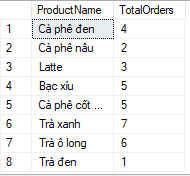 ProductName TotalOrders
1 Cà phê đen 4
2 Cà phê nâu 2
3 Latte 3
4 Bạc xỉu 5
5 Cà phê cốt ... 5
6 Trà xanh 7
7 Trà ô long 6
8 Trà đen 1